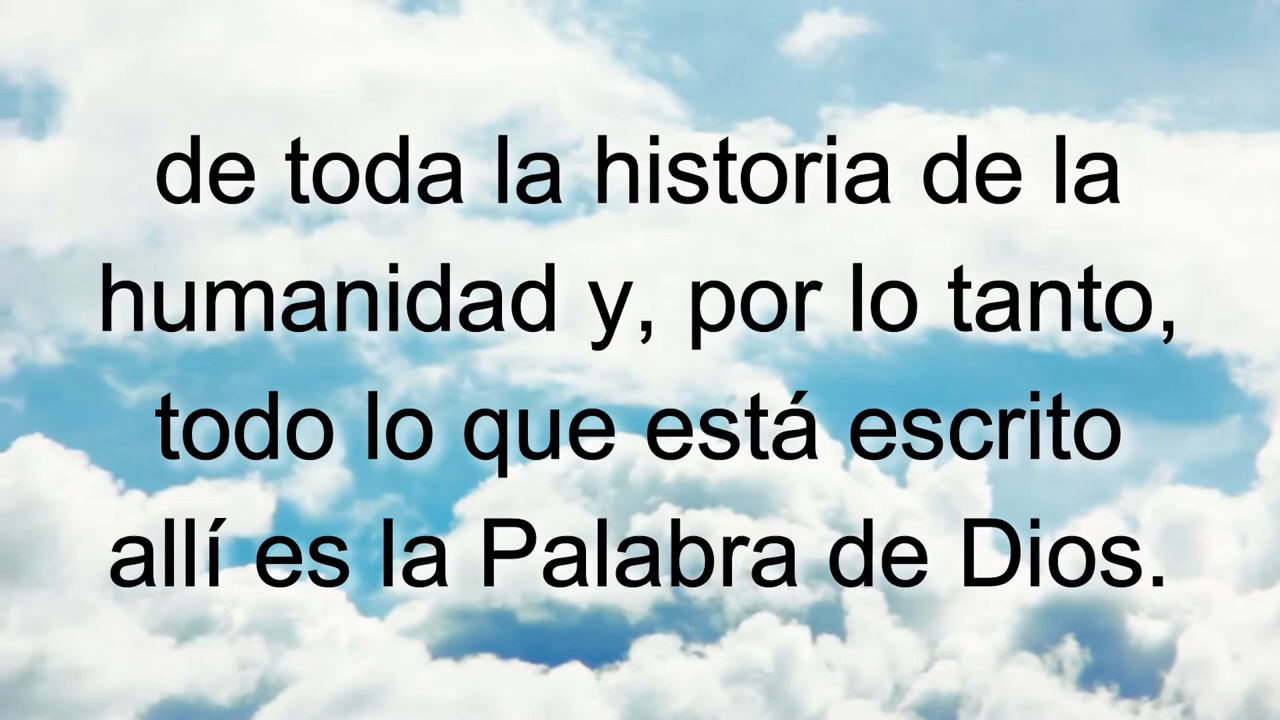 de toda la historia de la
humanidad y, por lo tanto,
todo lo que está escrito
allí es la Palabra de Dios.